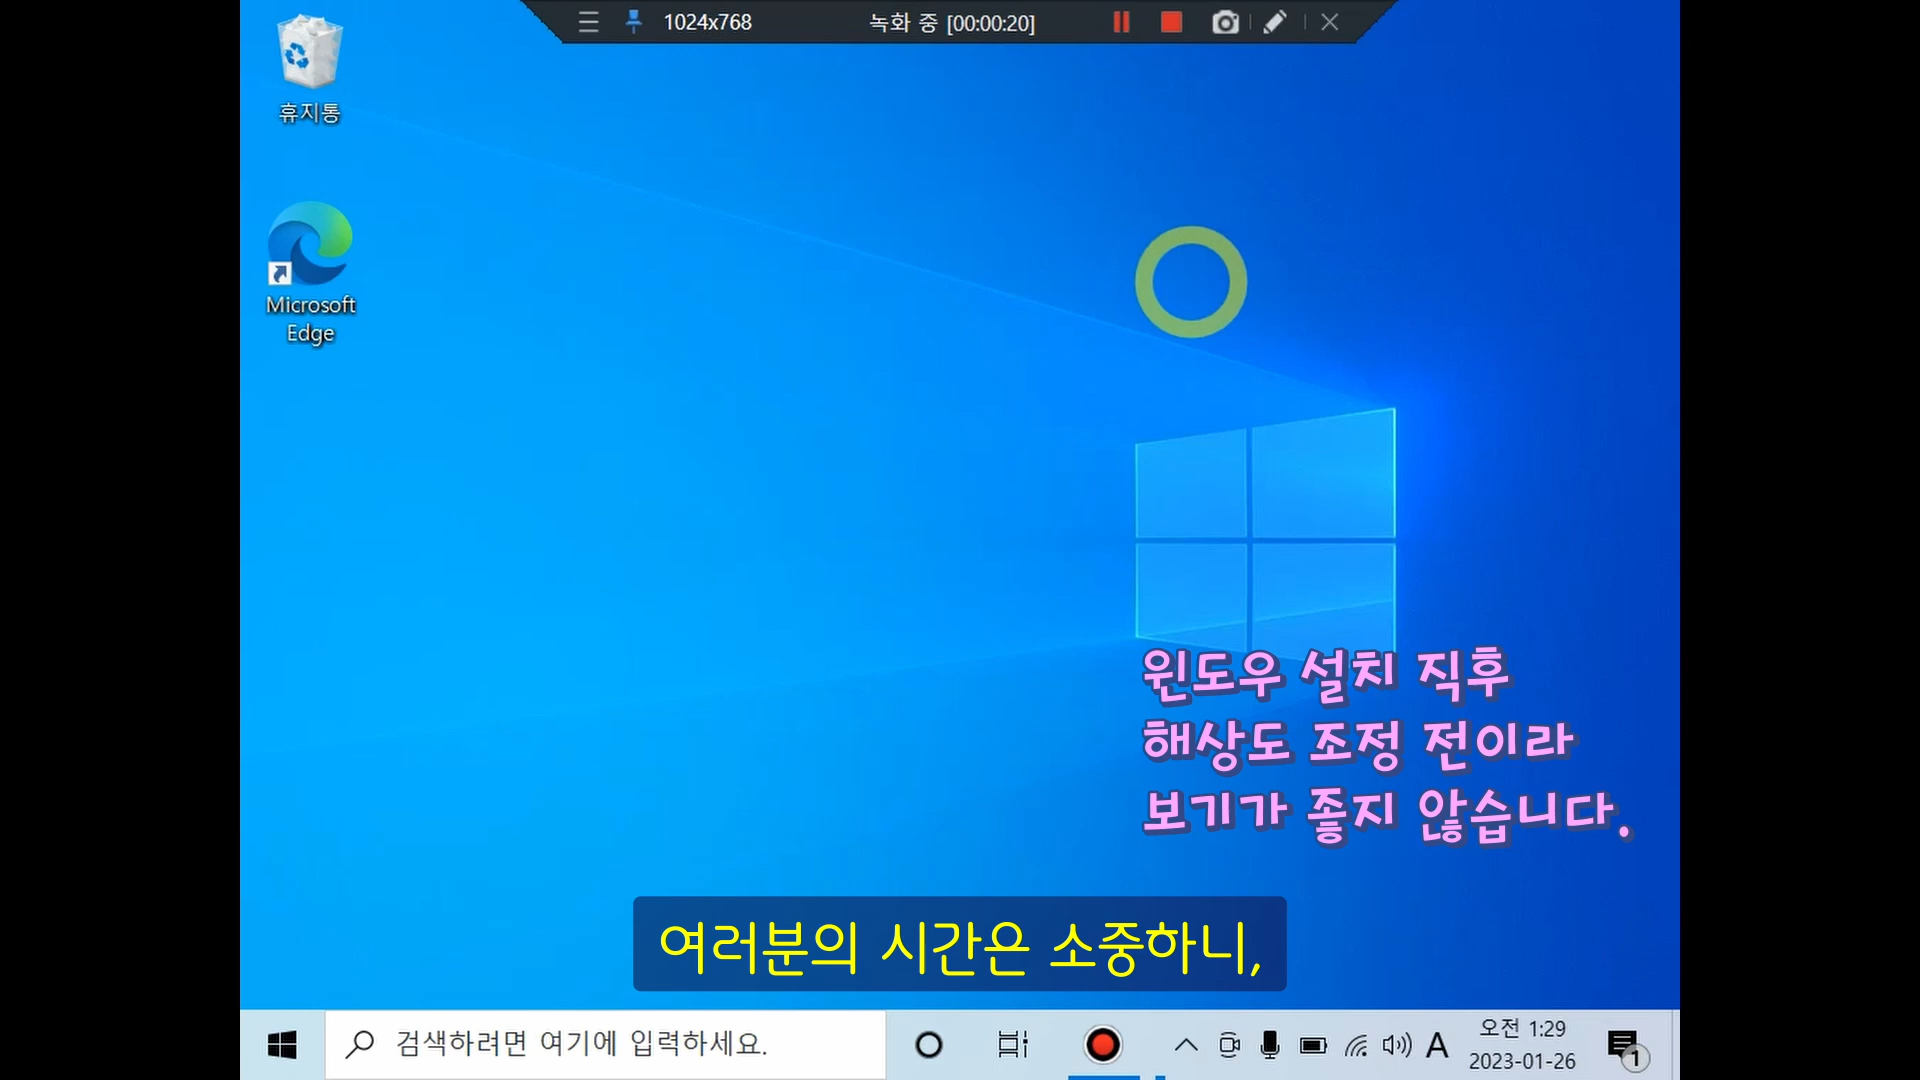 1024x768
녹화 중 [00:00:20]
휴지통
Microsoft
Edge
윈도우 설치 직후
해상도 조정 전이라
보기가 좋지 않습니다.
여러분의 시간은 소중하니,
검색하려면 여기에 입력하세요.
A
오전 1:29
2023-01-26
1